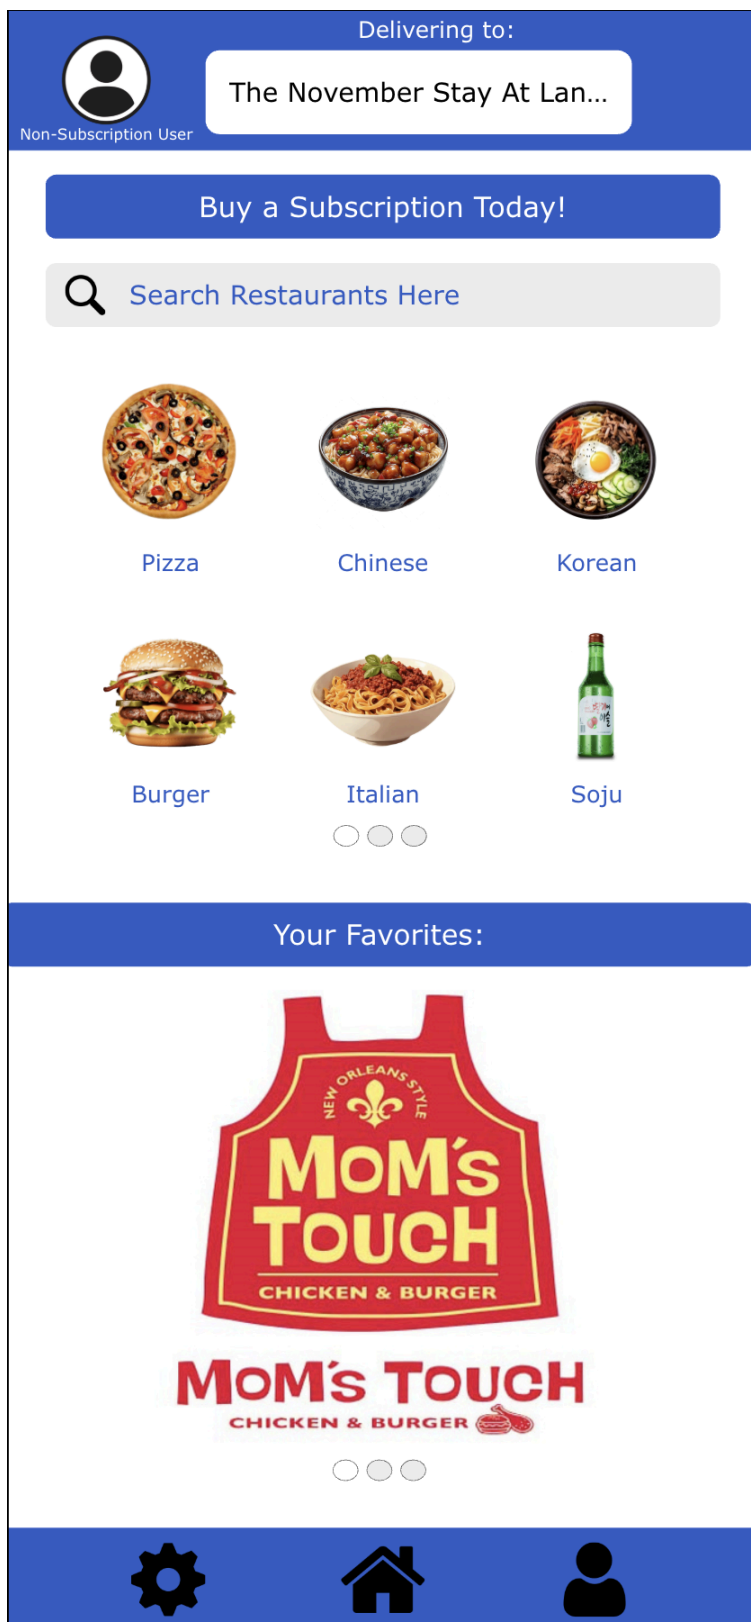 Delivering to:
The November Stay At Lan...
Non-Subscription User
Buy a Subscription Today!
Search Restaurants Here
Pizza
Chinese
Korean
Burger
Italian
Soju
Your Favorites:
NEW ORLEANS STYLE
MOM'S
TOUCH
CHICKEN & BURGER
MOM'S TOUCH
CHICKEN & BURGER